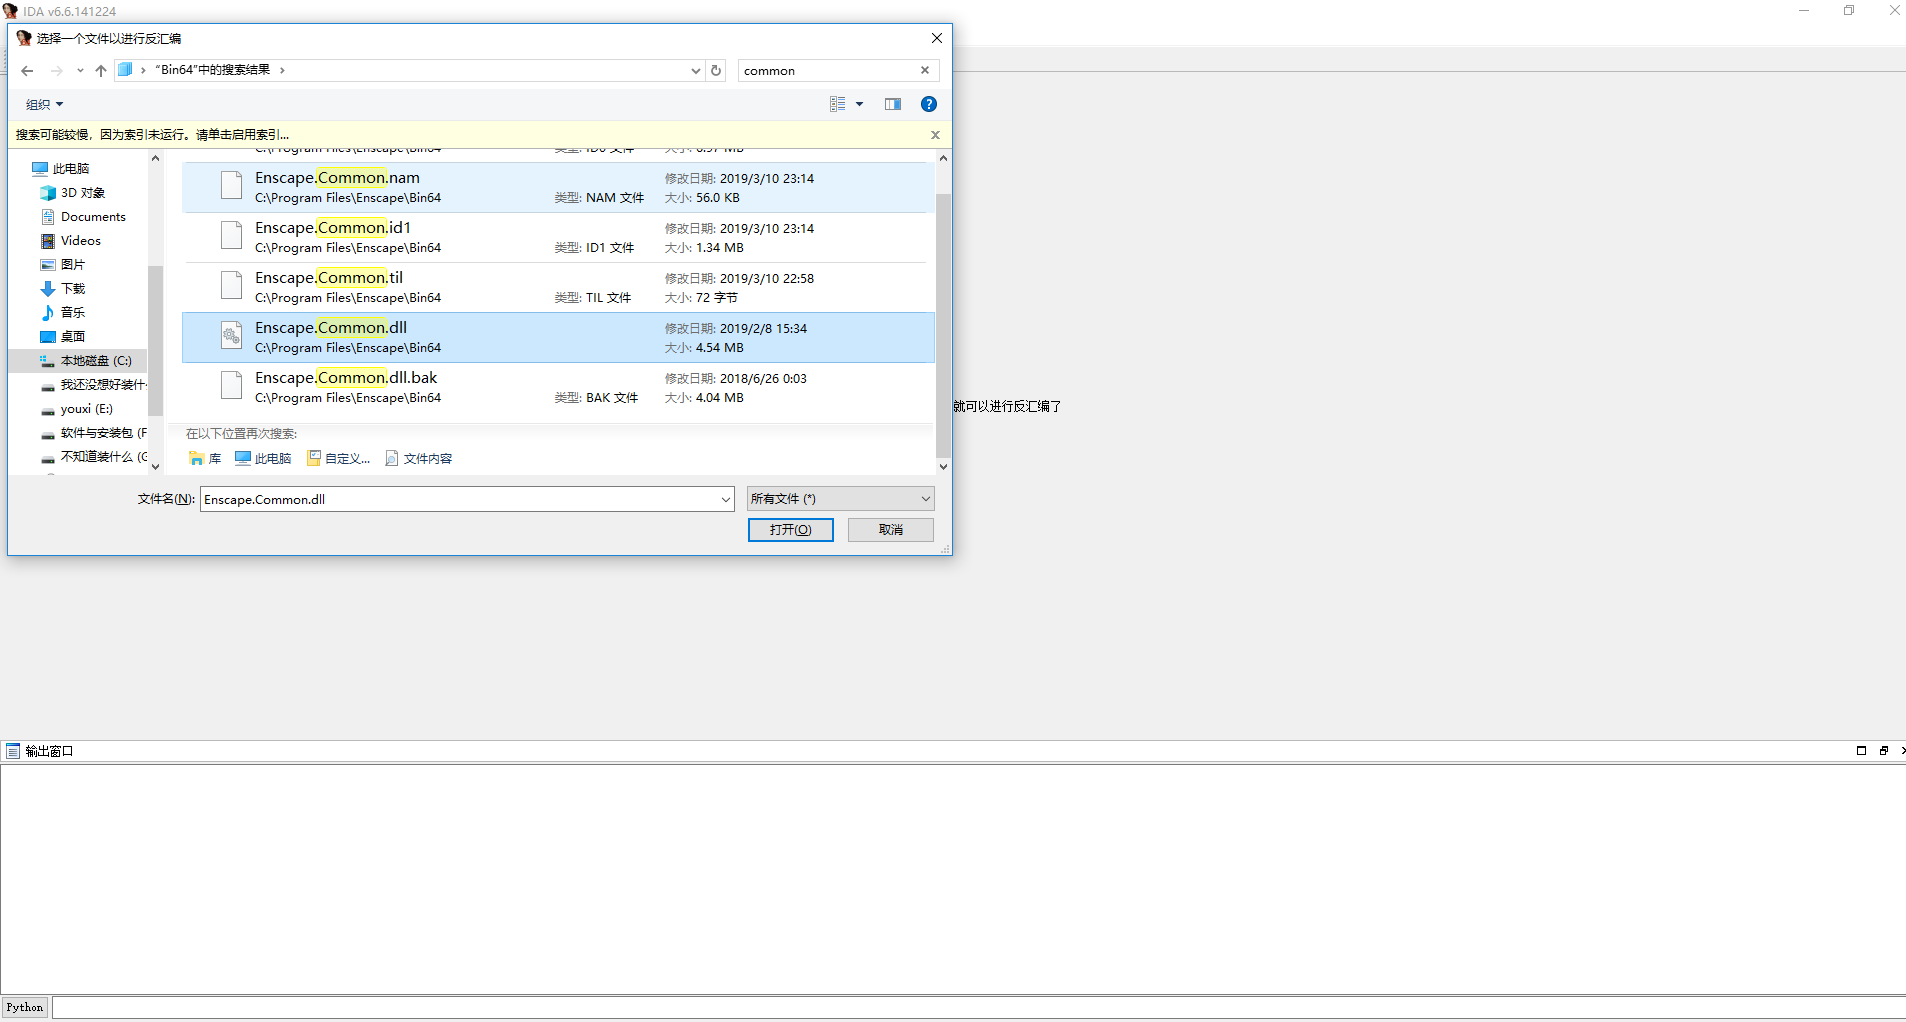 IDA v6.6.141224
选择一个文件以进行反汇编
“Bin64”中的搜索结果
common
组织
搜索可能较慢，因为索引未运行。请单击启用索引...
此电脑
3D 对象
Documents
Videos
图片
下载
音乐
桌面
本地磁盘 (C:)
我还没想好装什
youxi (E:)
软件与安装包 (F
不知道装什么 (G
C:\Program Files\Enscape\Bin64 类型: ID0 文件 大小: 6.97 MB
Enscape.Common.nam 修改日期: 2019/3/10 23:14
C:\Program Files\Enscape\Bin64 类型: NAM 文件 大小: 56.0 KB
Enscape.Common.id1 修改日期: 2019/3/10 23:14
C:\Program Files\Enscape\Bin64 类型: ID1 文件 大小: 1.34 MB
Enscape.Common.til 修改日期: 2019/3/10 22:58
C:\Program Files\Enscape\Bin64 类型: TIL 文件 大小: 72 字节
Enscape.Common.dll 修改日期: 2019/2/8 15:34
C:\Program Files\Enscape\Bin64 大小: 4.54 MB
Enscape.Common.dll.bak 修改日期: 2018/6/26 0:03
C:\Program Files\Enscape\Bin64 类型: BAK 文件 大小: 4.04 MB
在以下位置再次搜索:
库 此电脑 自定义... 文件内容
文件名(N): Enscape.Common.dll 所有文件 (*)
打开(O) 取消
就可以进行反汇编了
输出窗口
Python